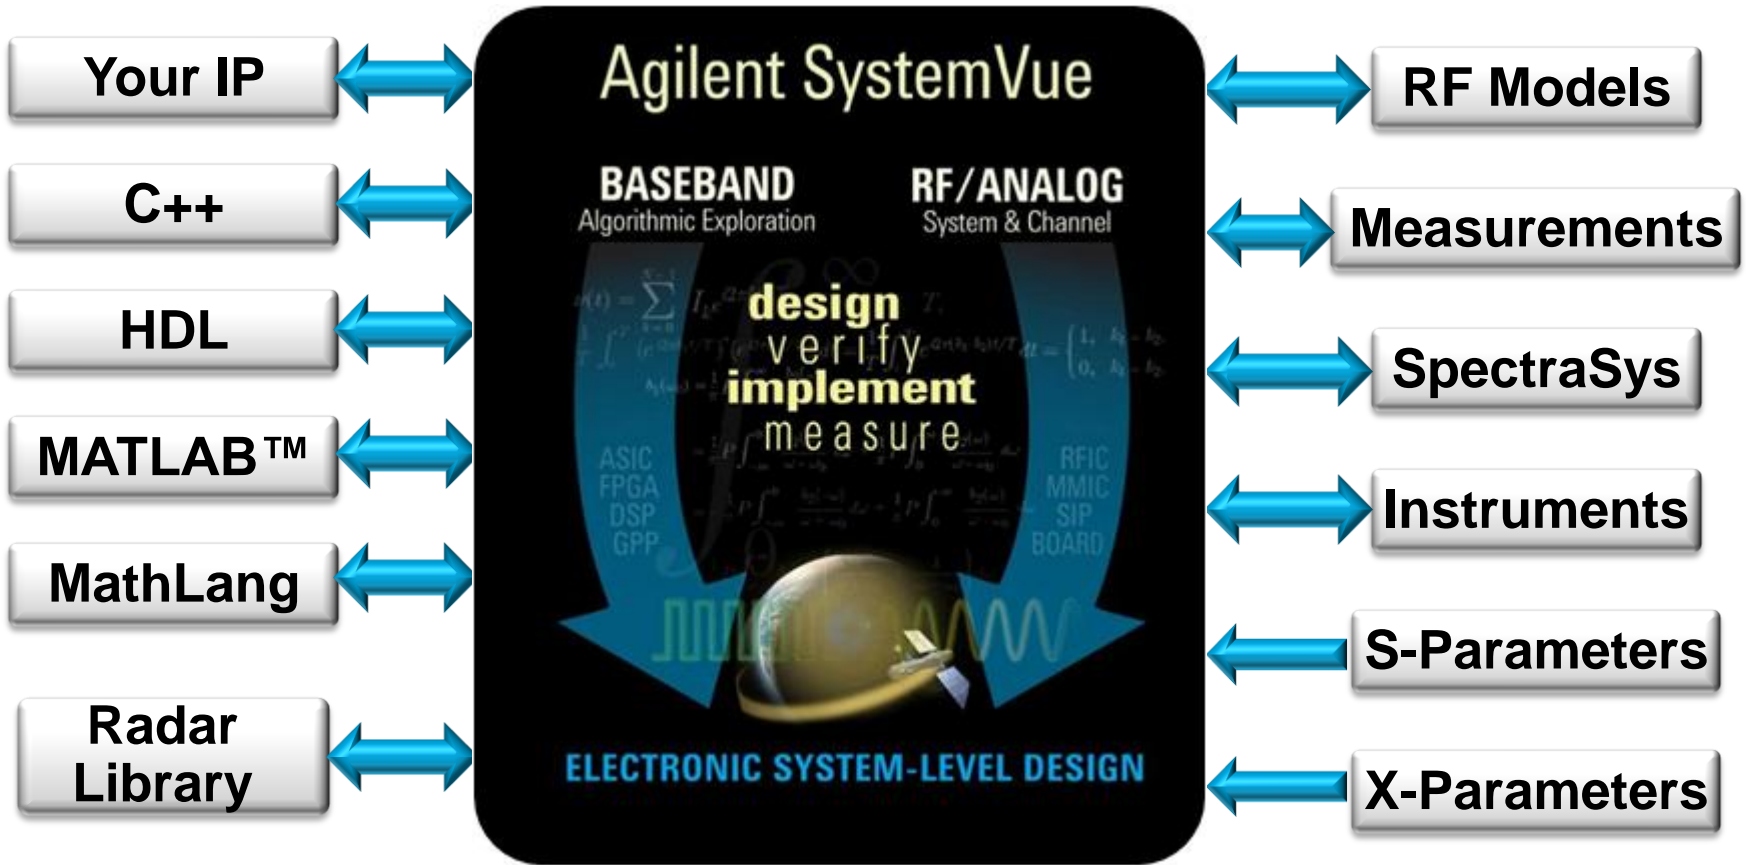 Your IP
C++
HDL
MATLAB™
MathLang
Radar
Library
Agilent SystemVue
BASEBAND
Algorithmic Exploration
RF/ANALOG
System & Channel
design
verify
implement
measure
ASIC
FPGA
DSP
GPP
RFIC
MMIC
SIP
BOARD
ELECTRONIC SYSTEM-LEVEL DESIGN
RF Models
Measurements
SpectraSys
Instruments
S-Parameters
X-Parameters